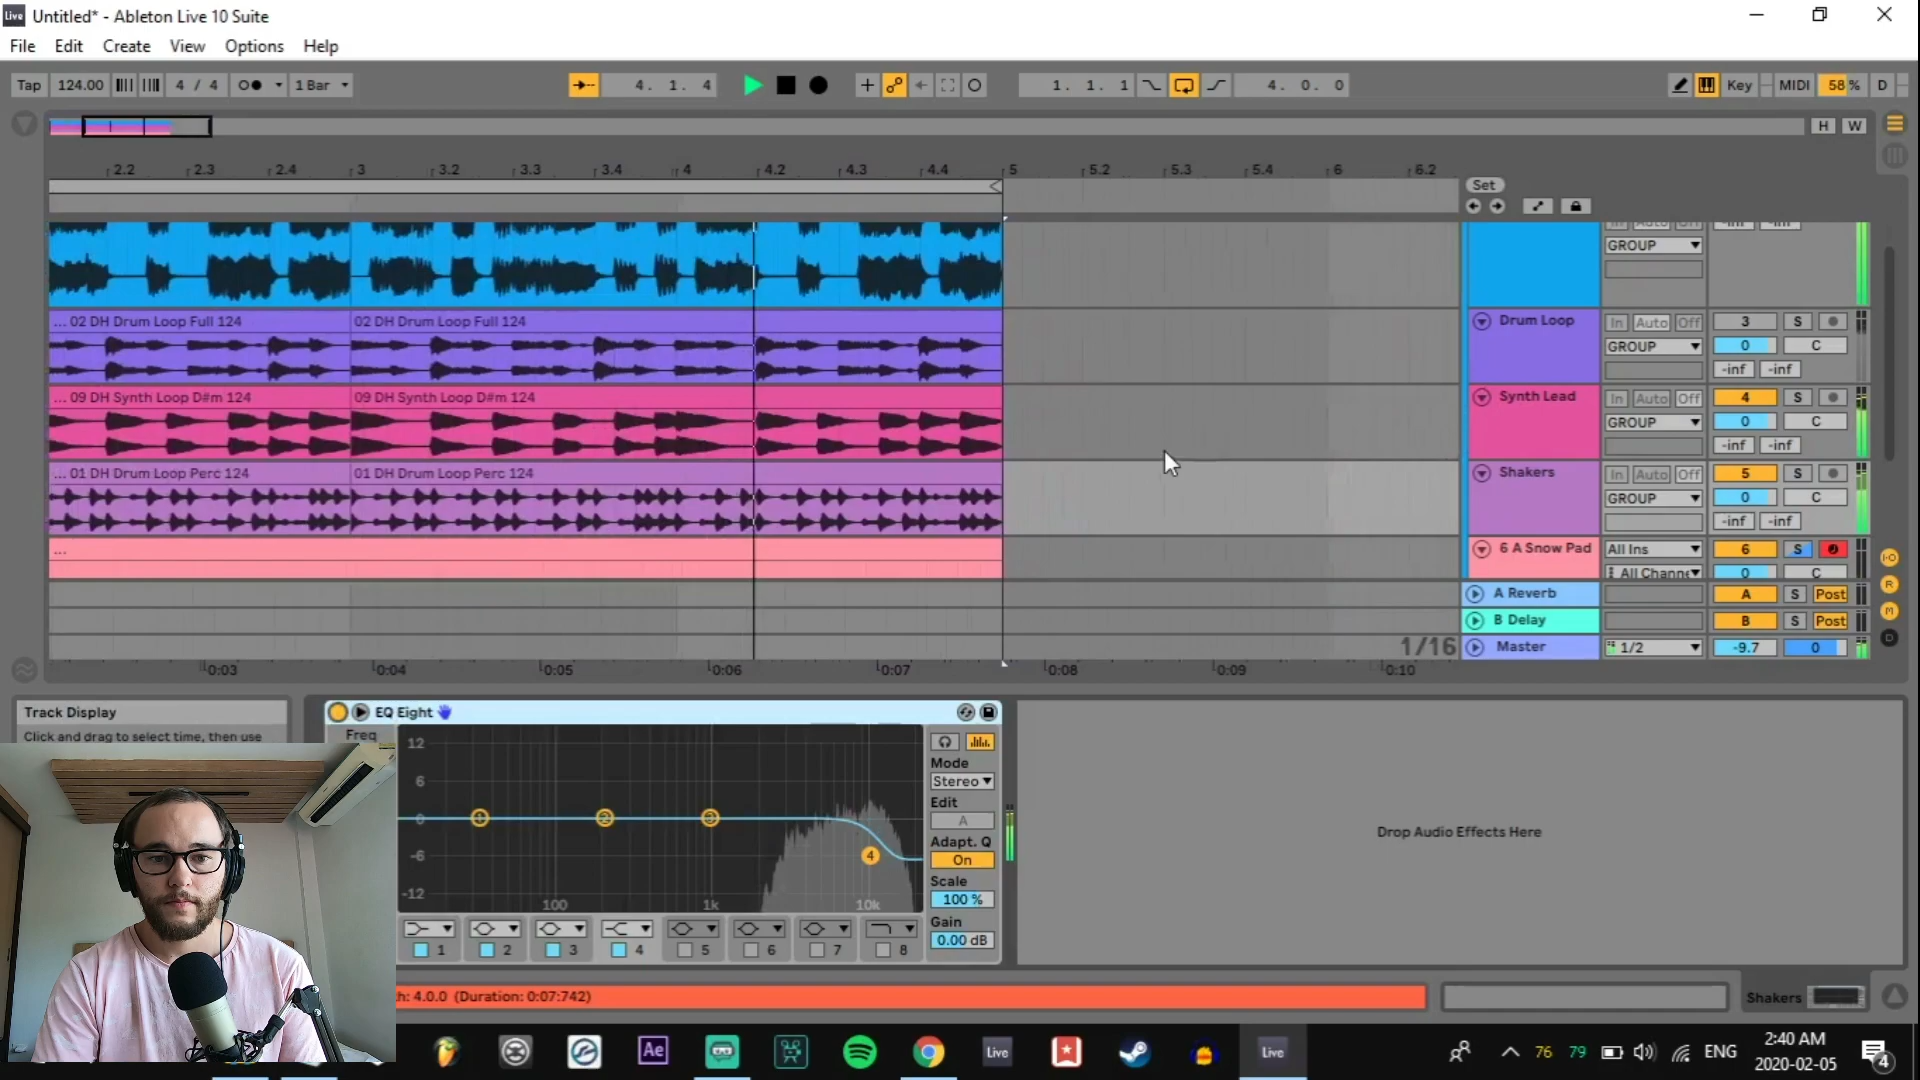 Live Untitled* - Ableton Live 10 Suite
File Edit Create View Options Help
Tap 124.00 4 / 4 1 Bar 4. 1. 4 1. 1. 1 4. 0. 0 Key MIDI 58 % D
H W
2.2 2.3 2.4 3 3.2 3.3 3.4 4 4.2 4.3 4.4 5 5.2 5.3 5.4 6 6.2
Set
In Auto Off -inf -inf
GROUP
... 02 DH Drum Loop Full 124 02 DH Drum Loop Full 124 Drum Loop In Auto Off 3 S
GROUP 0 C
-inf -inf
... 09 DH Synth Loop D#m 124 09 DH Synth Loop D#m 124 Synth Lead In Auto Off 4 S
GROUP 0 C
-inf -inf
... 01 DH Drum Loop Perc 124 01 DH Drum Loop Perc 124 Shakers In Auto Off 5 S
GROUP 0 C
-inf -inf
... 6 A Snow Pad All Ins 6 S
All Channe 0 C
A Reverb A S Post
B Delay B S Post
1/16 Master 1/2 -9.7 0
0:03 0:04 0:05 0:06 0:07 0:08 0:09 0:10
I·O
R
M
D
Track Display
Click and drag to select time, then use
EQ Eight
Freq
12
6
0
-6
-12
100 1k 10k
1 2 3 4
Mode
Stereo
Edit
A
Adapt. Q
On
Scale
100 %
Gain
0.00 dB
1 2 3 4 5 6 7 8
Drop Audio Effects Here
h: 4.0.0 (Duration: 0:07:742)
Shakers
Ae Live Live 76 79 ENG
2:40 AM
2020-02-05
4